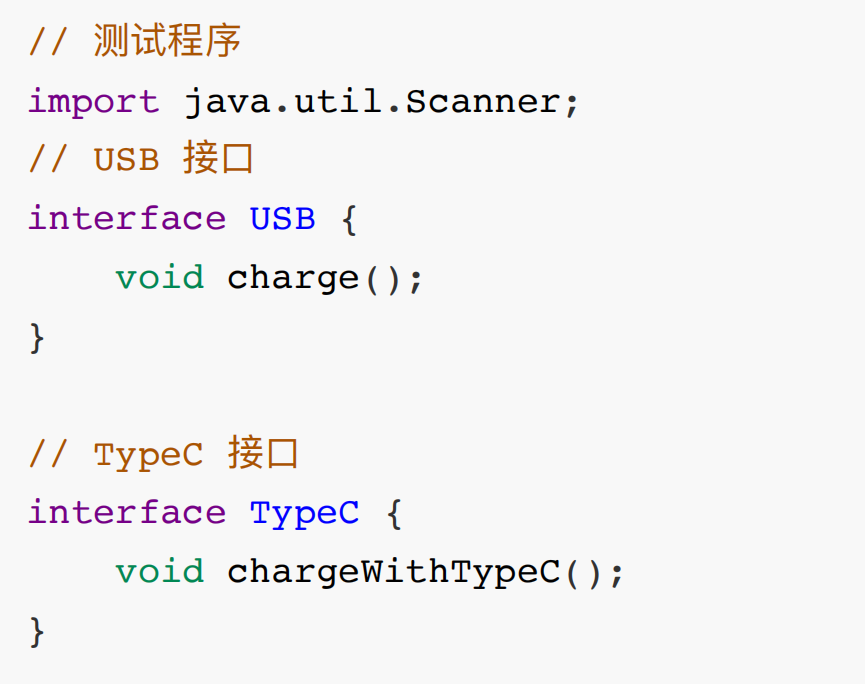 // 测试程序
import java.util.Scanner;
// USB 接口
interface USB {
    void charge();
}
// TypeC 接口
interface TypeC {
    void chargeWithTypeC();
}